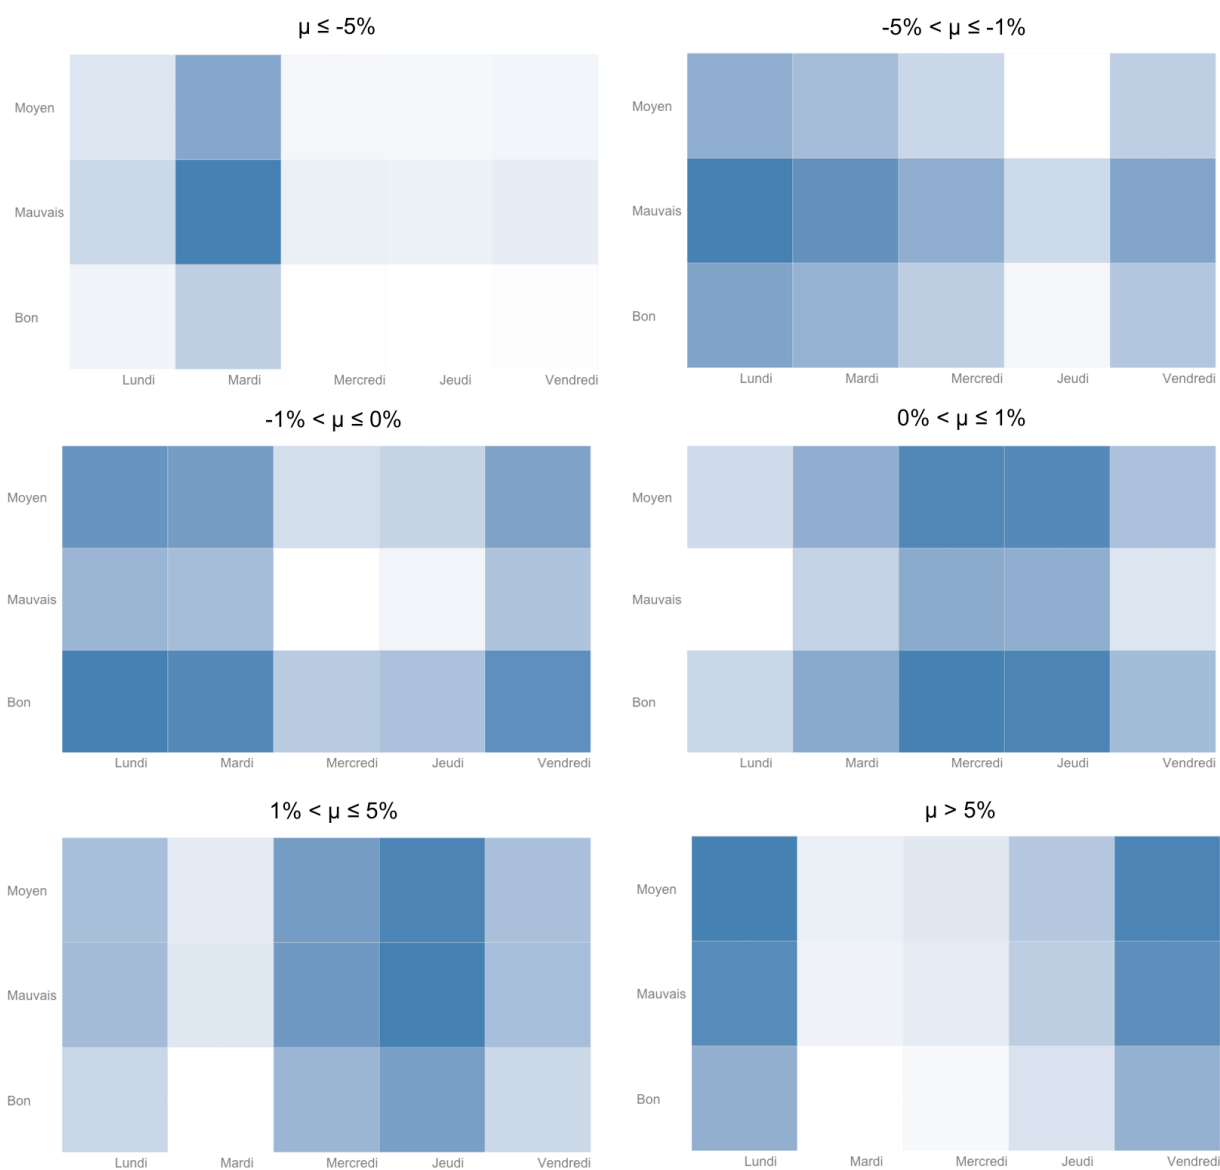 μ ≤ -5%
Moyen
Mauvais
Bon
Lundi Mardi Mercredi Jeudi Vendredi
-5% < μ ≤ -1%
Moyen
Mauvais
Bon
Lundi Mardi Mercredi Jeudi Vendredi
-1% < μ ≤ 0%
Moyen
Mauvais
Bon
Lundi Mardi Mercredi Jeudi Vendredi
0% < μ ≤ 1%
Moyen
Mauvais
Bon
Lundi Mardi Mercredi Jeudi Vendredi
1% < μ ≤ 5%
Moyen
Mauvais
Bon
Lundi Mardi Mercredi Jeudi Vendredi
μ > 5%
Moyen
Mauvais
Bon
Lundi Mardi Mercredi Jeudi Vendredi